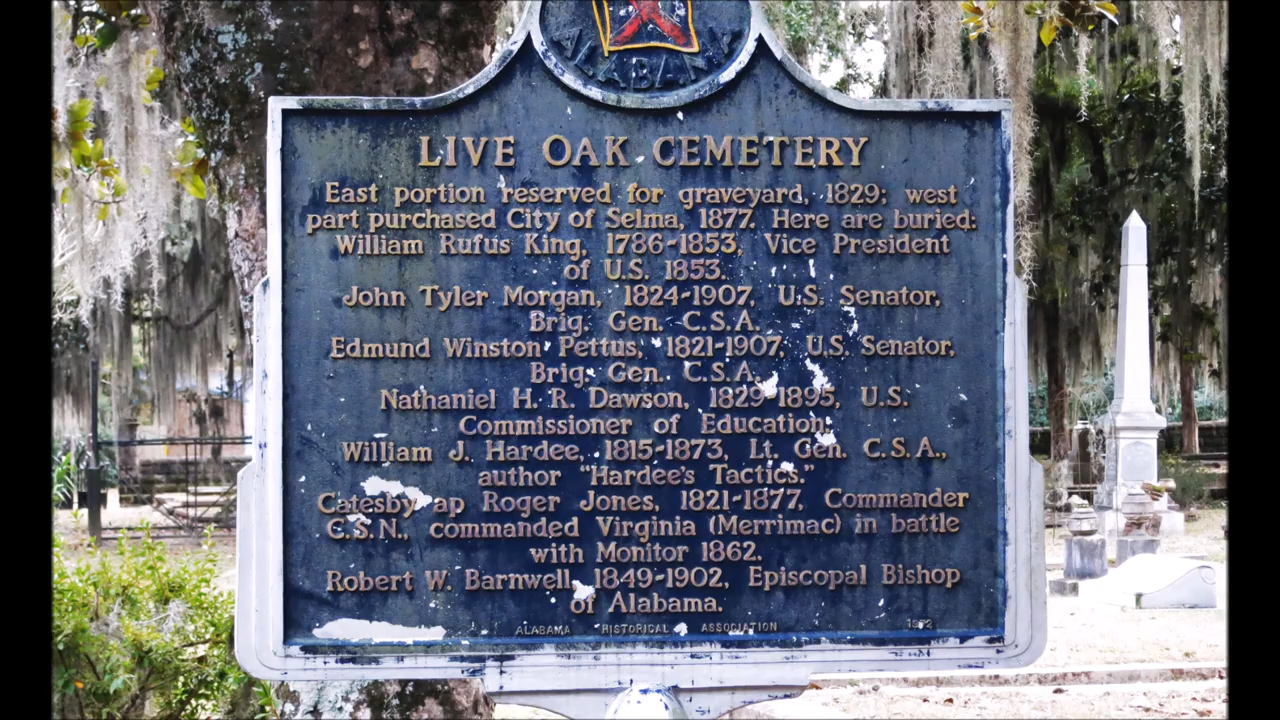 ALABAMA
LIVE OAK CEMETERY
East portion reserved for graveyard, 1829; west
part purchased City of Selma, 1877. Here are buried:
William Rufus King, 1786-1853, Vice President
of U.S. 1853.
John Tyler Morgan, 1824-1907, U.S. Senator,
Brig. Gen. C.S.A.
Edmund Winston Pettus, 1821-1907, U.S. Senator,
Brig. Gen. C.S.A.
Nathaniel H. R. Dawson, 1829-1895, U.S.
Commissioner of Education.
William J. Hardee, 1815-1873, Lt. Gen. C.S.A.,
author "Hardee's Tactics."
Catesby ap Roger Jones, 1821-1877, Commander
C.S.N., commanded Virginia (Merrimac) in battle
with Monitor 1862.
Robert W. Barnwell, 1849-1902, Episcopal Bishop
of Alabama.
ALABAMA HISTORICAL ASSOCIATION 1972